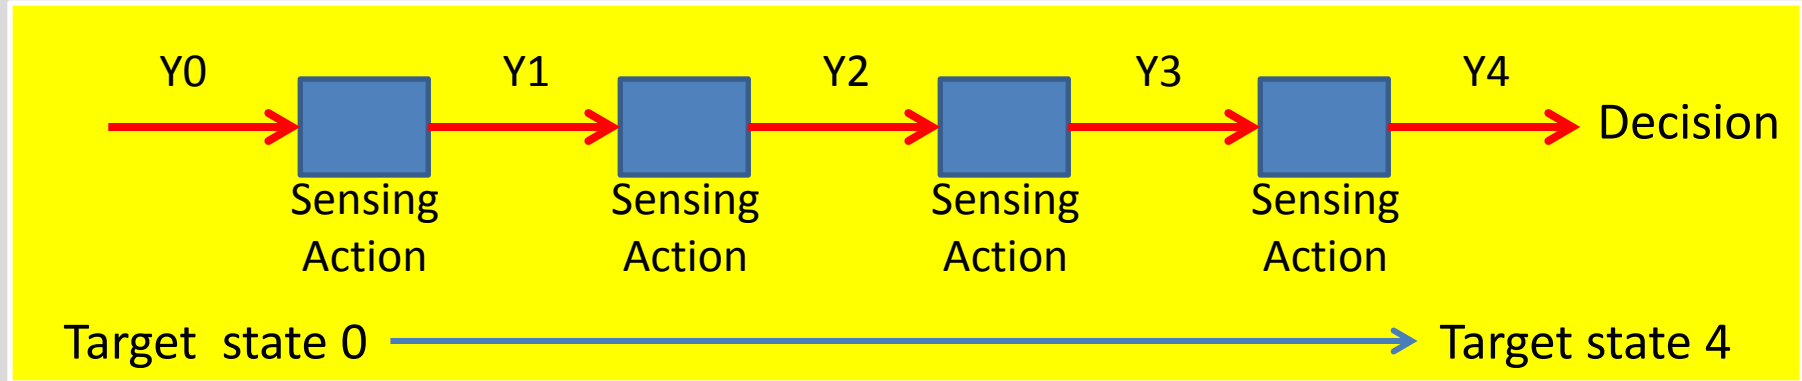 Y0 Y1 Y2 Y3 Y4
Decision
Sensing Sensing Sensing Sensing
Action Action Action Action
Target state 0 Target state 4